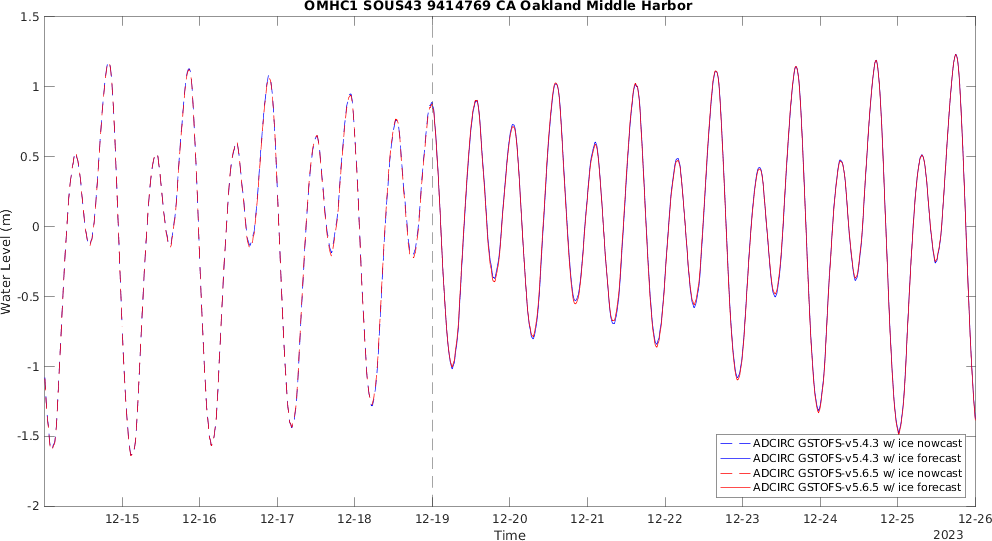 OMHC1 SOUS43 9414769 CA Oakland Middle Harbor
1.5
1
0.5
0
-0.5
-1
-1.5
-2
Water Level (m)
12-15 12-16 12-17 12-18 12-19 12-20 12-21 12-22 12-23 12-24 12-25 12-26
Time
2023
ADCIRC GSTOFS-v5.4.3 w/ ice nowcast
ADCIRC GSTOFS-v5.4.3 w/ ice forecast
ADCIRC GSTOFS-v5.6.5 w/ ice nowcast
ADCIRC GSTOFS-v5.6.5 w/ ice forecast